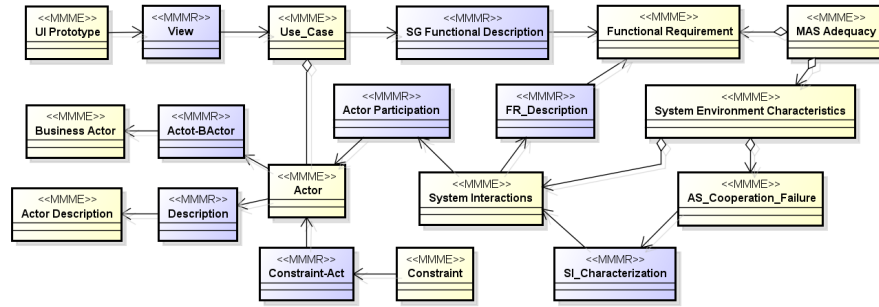 <<MMME>>
UI Prototype
<<MMMR>>
View
<<MMME>>
Use_Case
<<MMMR>>
SG Functional Description
<<MMME>>
Functional Requirement
<<MMME>>
MAS Adequacy
<<MMME>>
Business Actor
<<MMMR>>
Actot-BActor
<<MMMR>>
Actor Participation
<<MMMR>>
FR_Description
<<MMME>>
System Environment Characteristics
<<MMME>>
Actor Description
<<MMMR>>
Description
<<MMME>>
Actor
<<MMME>>
System Interactions
<<MMME>>
AS_Cooperation_Failure
<<MMMR>>
Constraint-Act
<<MMME>>
Constraint
<<MMMR>>
SI_Characterization